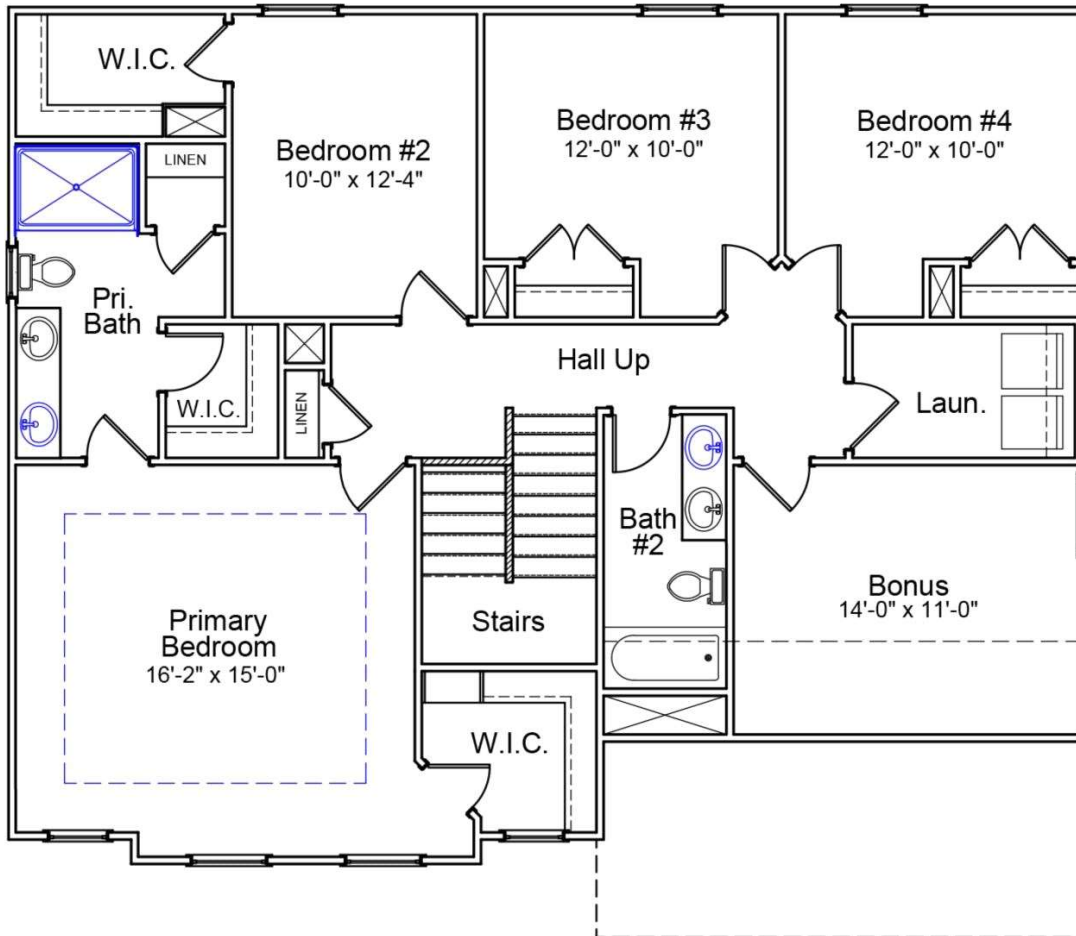 W.I.C.
Bedroom #2
10'-0" x 12'-4"
Bedroom #3
12'-0" x 10'-0"
Bedroom #4
12'-0" x 10'-0"
LINEN
Pri.
Bath
W.I.C.
LINEN
Hall Up
Laun.
Bath
#2
Bonus
14'-0" x 11'-0"
Primary
Bedroom
16'-2" x 15'-0"
Stairs
W.I.C.